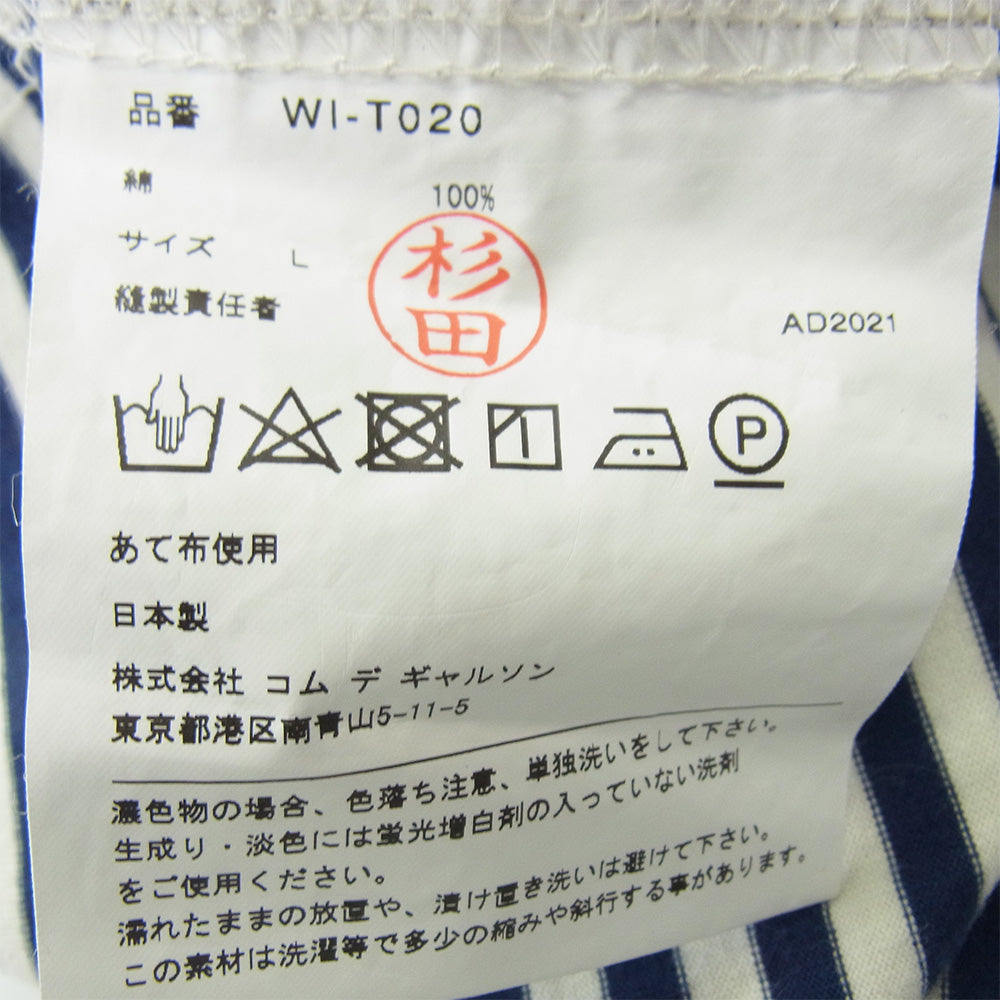 品番 WI-T020
綿 100%
サイズ L
縫製責任者 杉田
AD2021
P
あて布使用
日本製
株式会社 コム デ ギャルソン
東京都港区南青山5-11-5
濃色物の場合、色落ち注意、単独洗いをして下さい。
生成り・淡色には蛍光増白剤の入っていない洗剤
をご使用ください。
濡れたままの放置や、漬け置き洗いは避けて下さい。
この素材は洗濯等で多少の縮みや斜行する事があります。